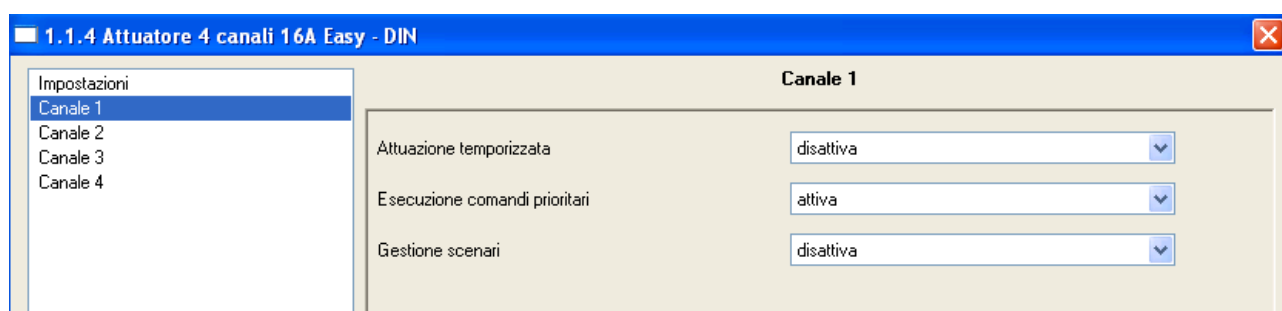 1.1.4 Attuatore 4 canali 16A Easy - DIN
Impostazioni
Canale 1
Canale 2
Canale 3
Canale 4
Canale 1
Attuazione temporizzata disattiva
Esecuzione comandi prioritari attiva
Gestione scenari disattiva